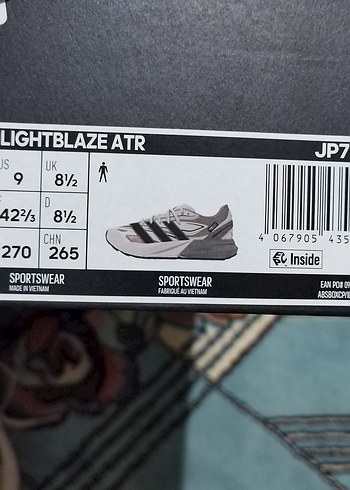 LIGHTBLAZE ATR JP7
US UK
9 8½
F D
42⅔ 8½
CHN
270 265
4 067905 435
Inside
SPORTSWEAR
MADE IN VIETNAM
SPORTSWEAR
FABRIQUÉ AU VIETNAM
EAN PO# 09